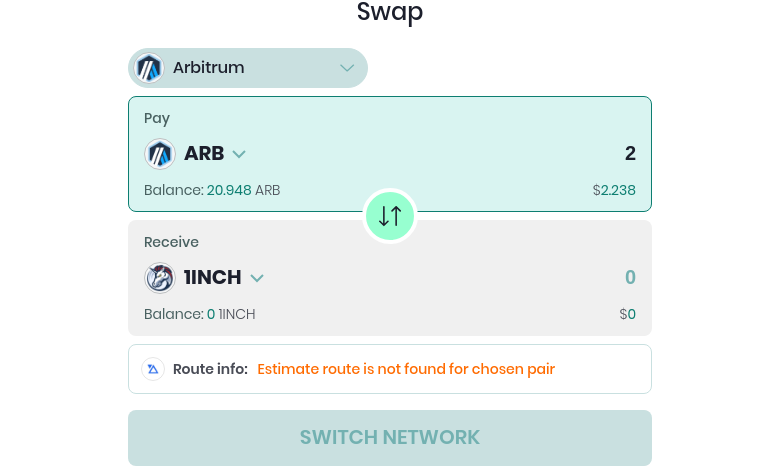 Swap
Arbitrum
Pay
ARB 2
Balance: 20.948 ARB $2.238
Receive
1INCH 0
Balance: 0 1INCH $0
Route info: Estimate route is not found for chosen pair
SWITCH NETWORK